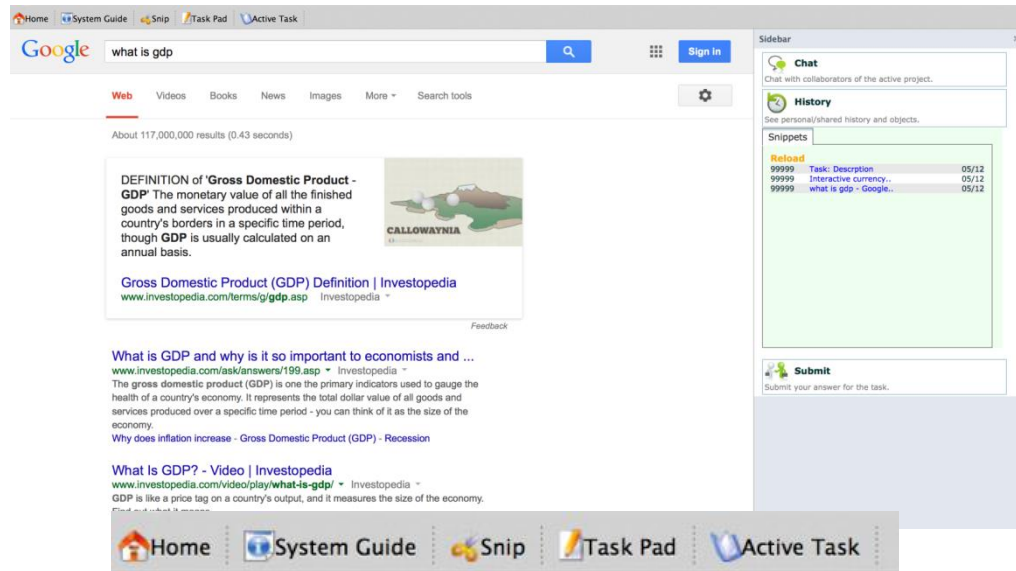 Home System Guide Snip Task Pad Active Task
Google what is gdp Sign in
Web Videos Books News Images More Search tools
About 117,000,000 results (0.43 seconds)
DEFINITION of 'Gross Domestic Product -
GDP' The monetary value of all the finished
goods and services produced within a
country's borders in a specific time period,
though GDP is usually calculated on an
annual basis.
CALLOWAYNIA
Gross Domestic Product (GDP) Definition | Investopedia
www.investopedia.com/terms/g/gdp.asp Investopedia
Feedback
What is GDP and why is it so important to economists and ...
www.investopedia.com/ask/answers/199.asp Investopedia
The gross domestic product (GDP) is one the primary indicators used to gauge the
health of a country's economy. It represents the total dollar value of all goods and
services produced over a specific time period - you can think of it as the size of the
economy.
Why does inflation increase - Gross Domestic Product (GDP) - Recession
What Is GDP? - Video | Investopedia
www.investopedia.com/video/play/what-is-gdp/ Investopedia
GDP is like a price tag on a country's output, and it measures the size of the economy.
Find out what it means
Sidebar
Chat
Chat with collaborators of the active project.
History
See personal/shared history and objects.
Snippets
Reload
99999 Task: Descrption 05/12
99999 Interactive currency.. 05/12
99999 what is gdp - Google.. 05/12
Submit
Submit your answer for the task.
Home System Guide Snip Task Pad Active Task